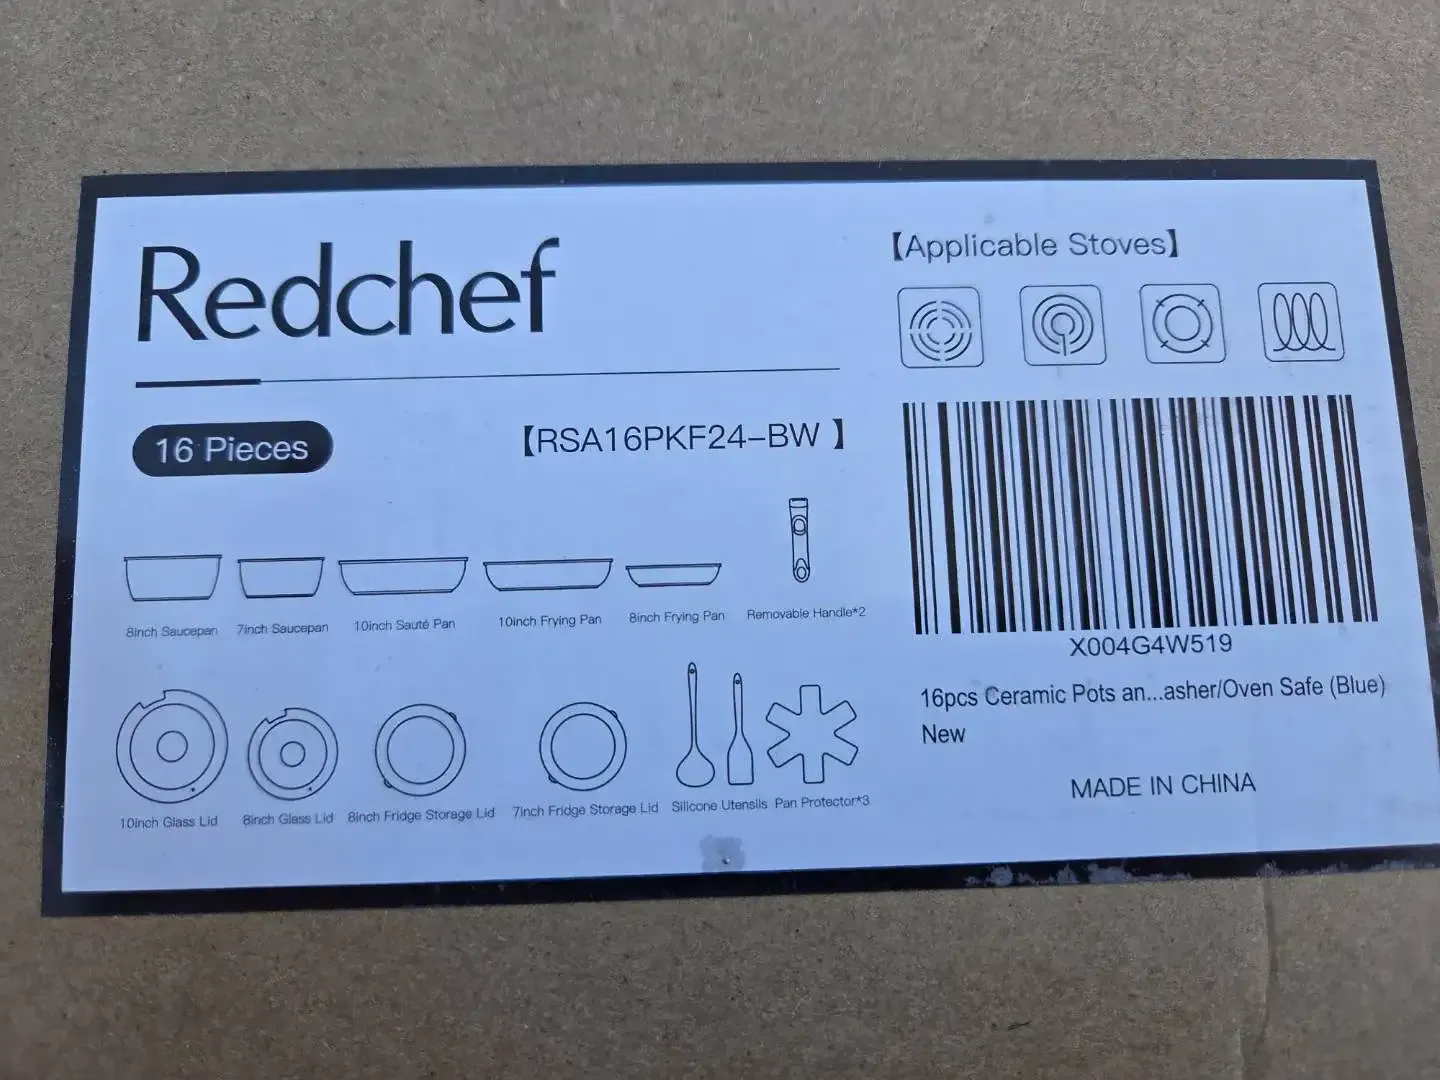 Redchef
16 Pieces
【RSA16PKF24-BW 】
8inch Saucepan
7inch Saucepan
10inch Sauté Pan
10inch Frying Pan
8inch Frying Pan
Removable Handle*2
10inch Glass Lid
8inch Glass Lid
8inch Fridge Storage Lid
7inch Fridge Storage Lid
Silicone Utensils
Pan Protector*3
【Applicable Stoves】
X004G4W519
16pcs Ceramic Pots an...asher/Oven Safe (Blue)
New
MADE IN CHINA